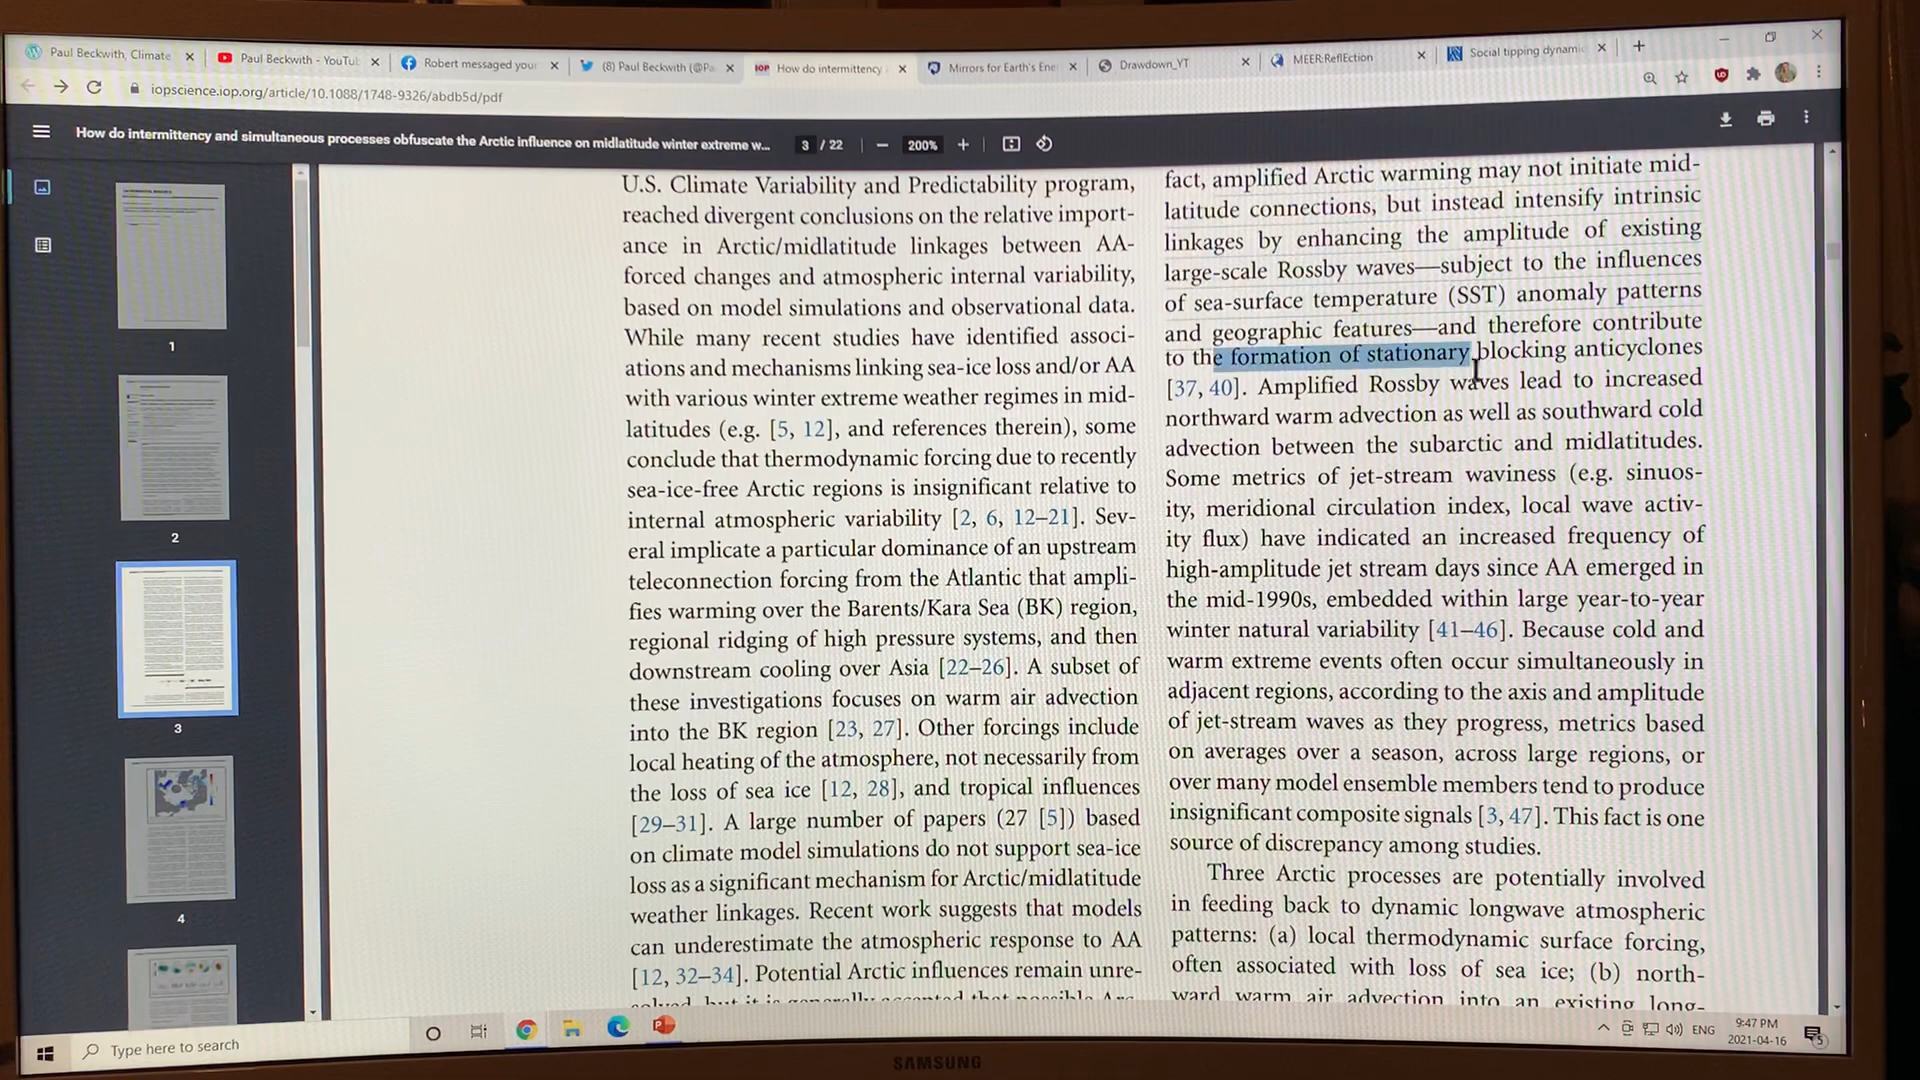 Paul Beckwith, Climate
Paul Beckwith - YouTu
Robert messaged you
(8) Paul Beckwith (@Pa
IOP How do intermittency
Mirrors for Earth's Ene
Drawdown_YT
MEER:ReflEction
Social tipping dynami
iopscience.iop.org/article/10.1088/1748-9326/abdb5d/pdf
How do intermittency and simultaneous processes obfuscate the Arctic influence on midlatitude winter extreme w...
3 / 22
200%
1
2
3
4
U.S. Climate Variability and Predictability program,
reached divergent conclusions on the relative import-
ance in Arctic/midlatitude linkages between AA-
forced changes and atmospheric internal variability,
based on model simulations and observational data.
While many recent studies have identified associ-
ations and mechanisms linking sea-ice loss and/or AA
with various winter extreme weather regimes in mid-
latitudes (e.g. [5, 12], and references therein), some
conclude that thermodynamic forcing due to recently
sea-ice-free Arctic regions is insignificant relative to
internal atmospheric variability [2, 6, 12–21]. Sev-
eral implicate a particular dominance of an upstream
teleconnection forcing from the Atlantic that ampli-
fies warming over the Barents/Kara Sea (BK) region,
regional ridging of high pressure systems, and then
downstream cooling over Asia [22–26]. A subset of
these investigations focuses on warm air advection
into the BK region [23, 27]. Other forcings include
local heating of the atmosphere, not necessarily from
the loss of sea ice [12, 28], and tropical influences
[29–31]. A large number of papers (27 [5]) based
on climate model simulations do not support sea-ice
loss as a significant mechanism for Arctic/midlatitude
weather linkages. Recent work suggests that models
can underestimate the atmospheric response to AA
[12, 32–34]. Potential Arctic influences remain unre-
fact, amplified Arctic warming may not initiate mid-
latitude connections, but instead intensify intrinsic
linkages by enhancing the amplitude of existing
large-scale Rossby waves—subject to the influences
of sea-surface temperature (SST) anomaly patterns
and geographic features—and therefore contribute
to the formation of stationary blocking anticyclones
[37, 40]. Amplified Rossby waves lead to increased
northward warm advection as well as southward cold
advection between the subarctic and midlatitudes.
Some metrics of jet-stream waviness (e.g. sinuos-
ity, meridional circulation index, local wave activ-
ity flux) have indicated an increased frequency of
high-amplitude jet stream days since AA emerged in
the mid-1990s, embedded within large year-to-year
winter natural variability [41–46]. Because cold and
warm extreme events often occur simultaneously in
adjacent regions, according to the axis and amplitude
of jet-stream waves as they progress, metrics based
on averages over a season, across large regions, or
over many model ensemble members tend to produce
insignificant composite signals [3, 47]. This fact is one
source of discrepancy among studies.
Three Arctic processes are potentially involved
in feeding back to dynamic longwave atmospheric
patterns: (a) local thermodynamic surface forcing,
often associated with loss of sea ice; (b) north-
ward warm air advection into an existing long-
Type here to search
ENG
9:47 PM
2021-04-16
5
SAMSUNG